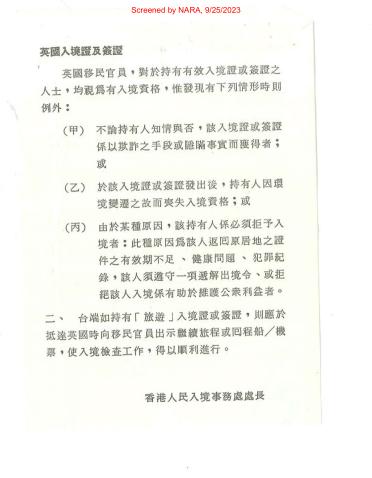 Screened by NARA, 9/25/2023
英國入境證及簽證
英國移民官員，對於持有有效入境證或簽證之
人士，均視爲有入境資格，惟發現有下列情形時則
例外：
（甲） 不論持有人知情與否，該入境證或簽證
係以欺詐之手段或隱瞞事實而獲得者；
或
（乙） 於該入境證或簽證發出後，持有人因環
境變遷之故而喪失入境資格；或
（丙） 由於某種原因，該持有人係必須拒予入
境者：此種原因爲該人返回原居地之證
件之有效期不足、健康問題、犯罪紀
錄，該人須遵守一項遞解出境令、或拒
絕該人入境係有助於維護公衆利益者。
二、 台端如持有「旅遊」入境證或簽證，則應於
抵達英國時向移民官員出示繼續旅程或回程船／機
票，使入境檢查工作，得以順利進行。
香港人民入境事務處處長